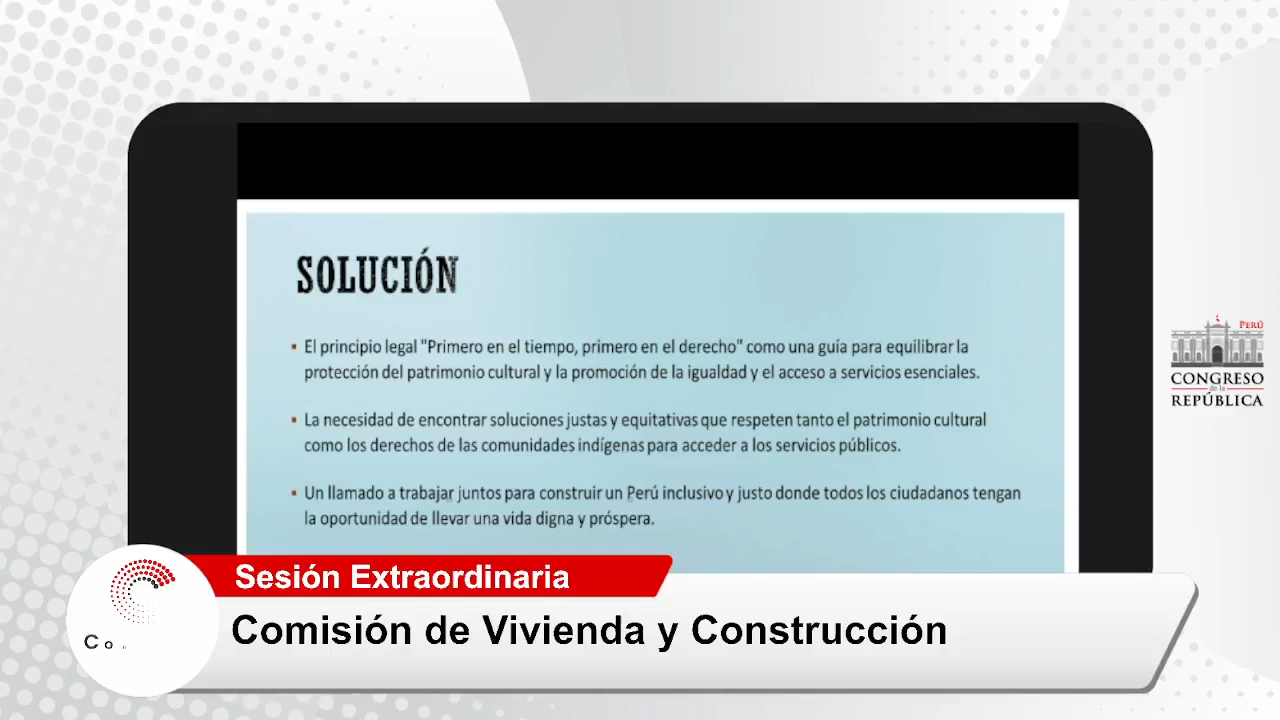 SOLUCIÓN
▪ El principio legal "Primero en el tiempo, primero en el derecho" como una guía para equilibrar la
protección del patrimonio cultural y la promoción de la igualdad y el acceso a servicios esenciales.
▪ La necesidad de encontrar soluciones justas y equitativas que respeten tanto el patrimonio cultural
como los derechos de las comunidades indígenas para acceder a los servicios públicos.
▪ Un llamado a trabajar juntos para construir un Perú inclusivo y justo donde todos los ciudadanos tengan
la oportunidad de llevar una vida digna y próspera.
PERÚ
CONGRESO
de la
REPÚBLICA
Sesión Extraordinaria
Comisión de Vivienda y Construcción
Co